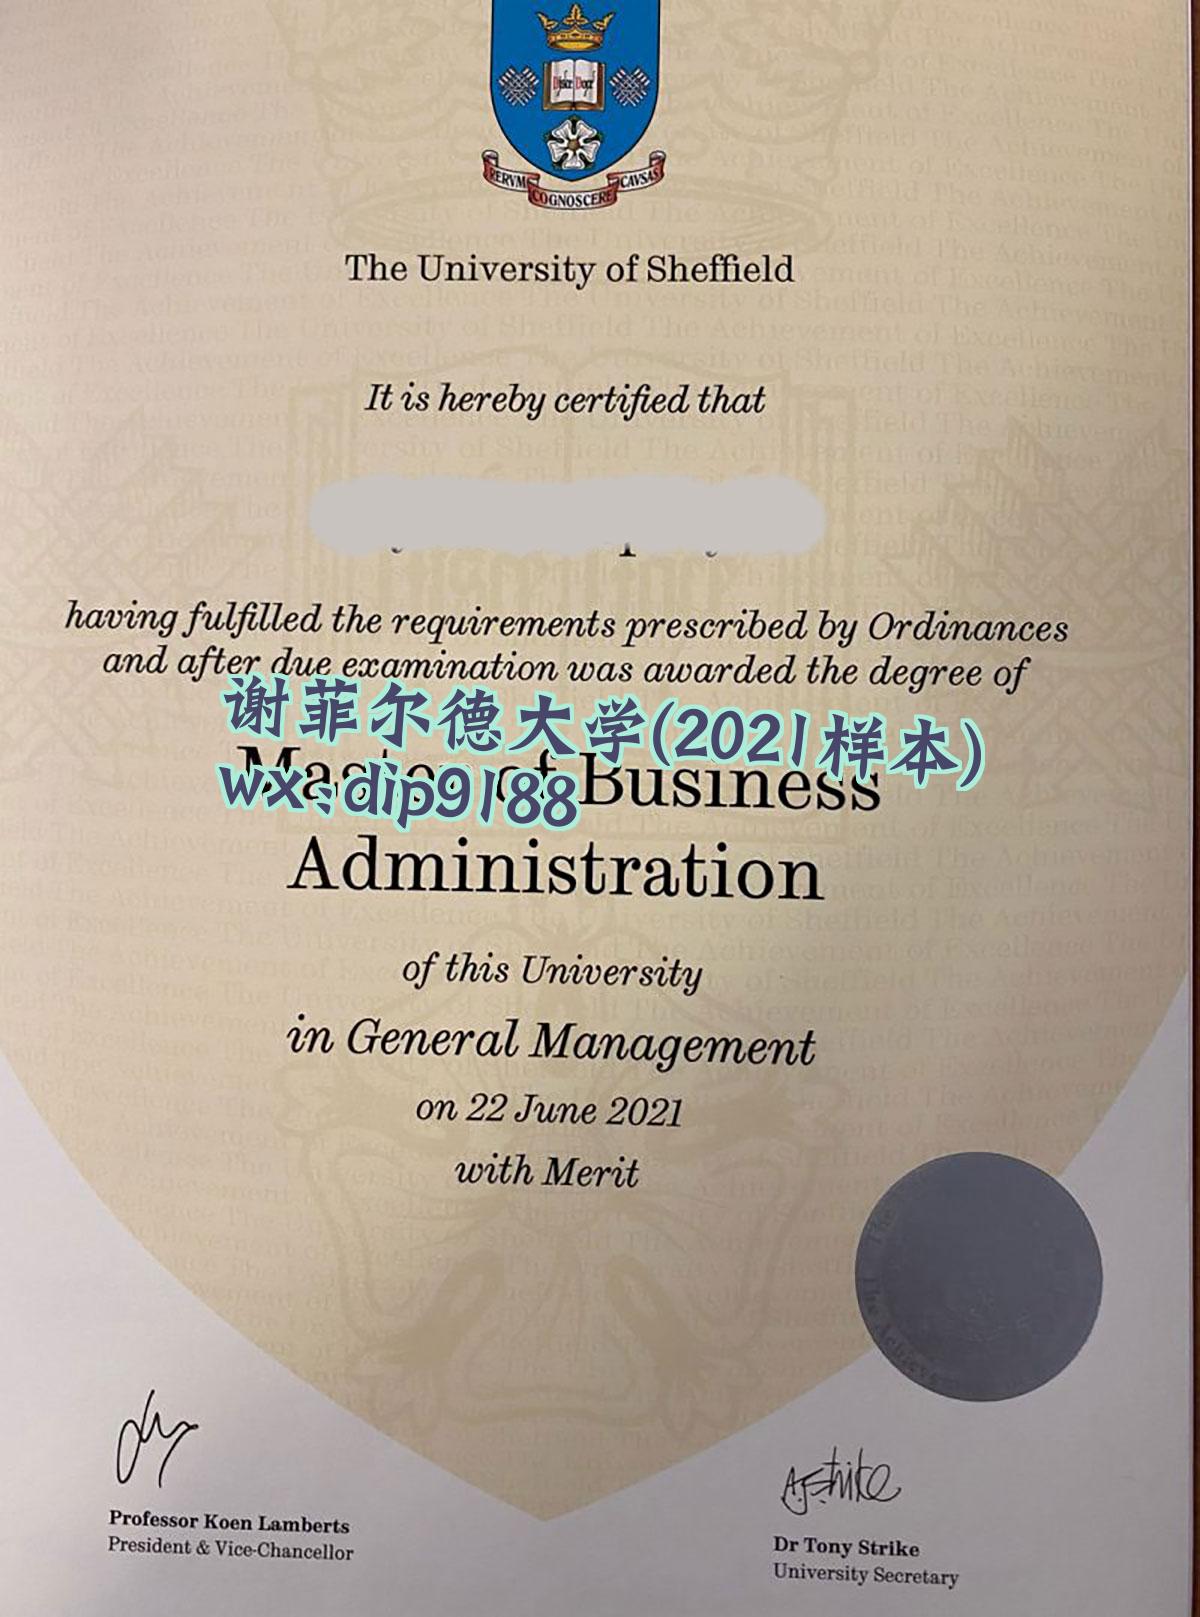 Disce Doce
RERVM COGNOSCERE CAVSAS
The University of Sheffield
It is hereby certified that
having fulfilled the requirements prescribed by Ordinances
and after due examination was awarded the degree of
谢菲尔德大学(2021样本)
Master of Business
wx:dip9188
Administration
of this University
in General Management
on 22 June 2021
with Merit
Professor Koen Lamberts
President & Vice-Chancellor
A.J.Strike
Dr Tony Strike
University Secretary